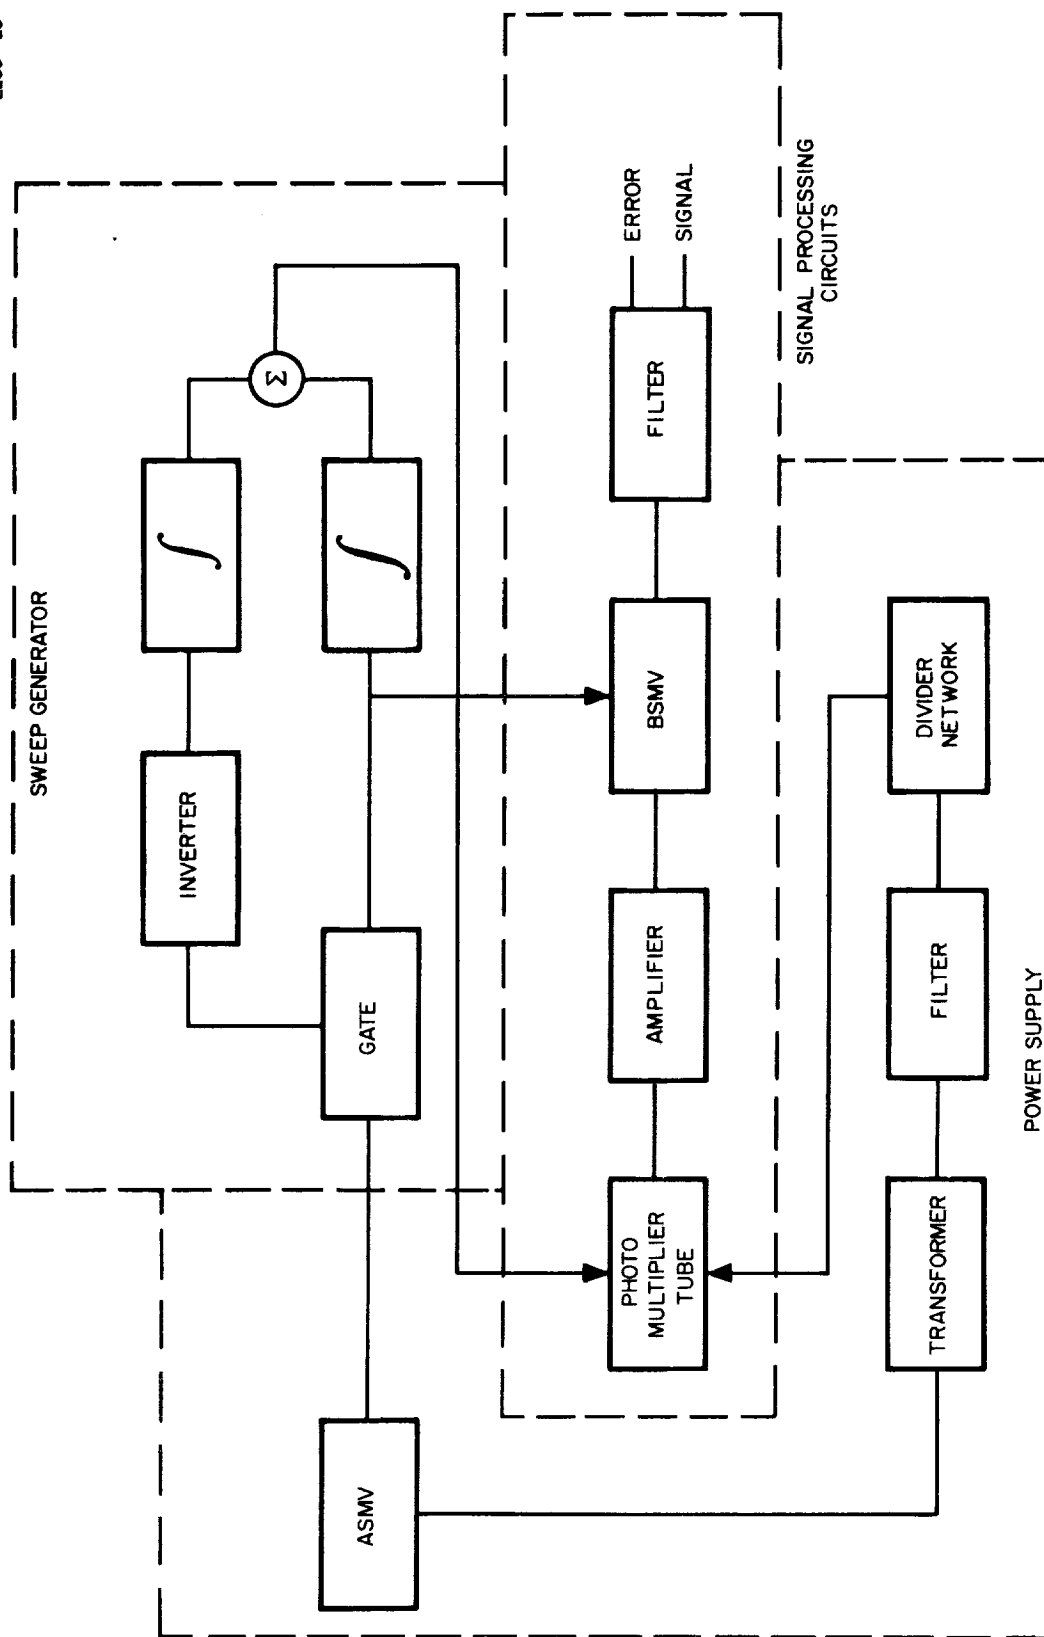 SWEEP GENERATOR
INVERTER
∫
Σ
ASMV
GATE
∫
PHOTO
MULTIPLIER
TUBE
AMPLIFIER
BSMV
FILTER
ERROR
SIGNAL
SIGNAL PROCESSING
CIRCUITS
TRANSFORMER
FILTER
DIVIDER
NETWORK
POWER SUPPLY